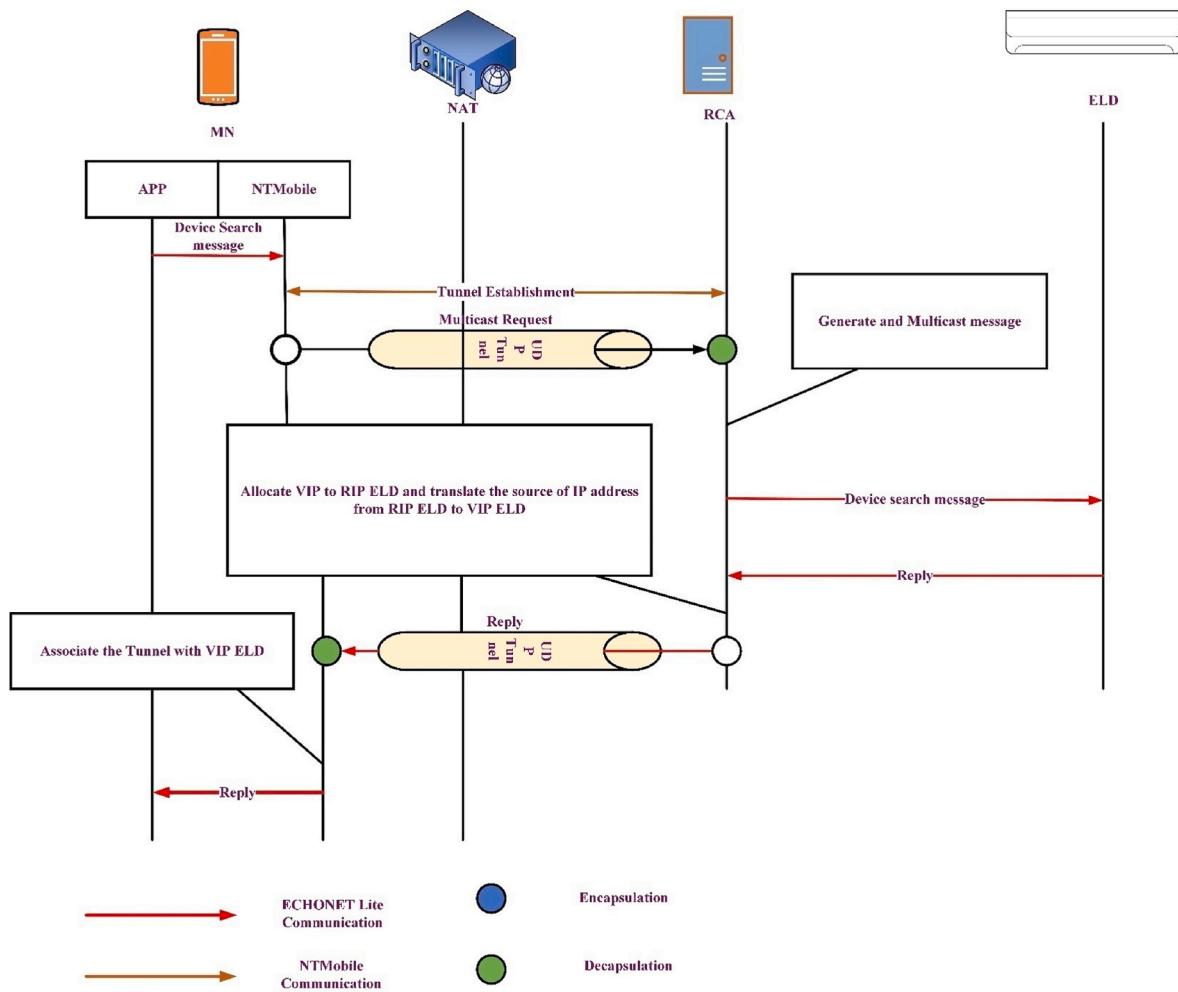 MN
NAT
RCA
ELD
APP
NTMobile
Device Search
message
Tunnel Establishment
Multicast Request
UD
P
Tun
nel
Generate and Multicast message
Allocate VIP to RIP ELD and translate the source of IP address
from RIP ELD to VIP ELD
Device search message
Reply
Reply
UD
P
Tun
nel
Associate the Tunnel with VIP ELD
Reply
ECHONET Lite
Communication
Encapsulation
NTMobile
Communication
Decapsulation